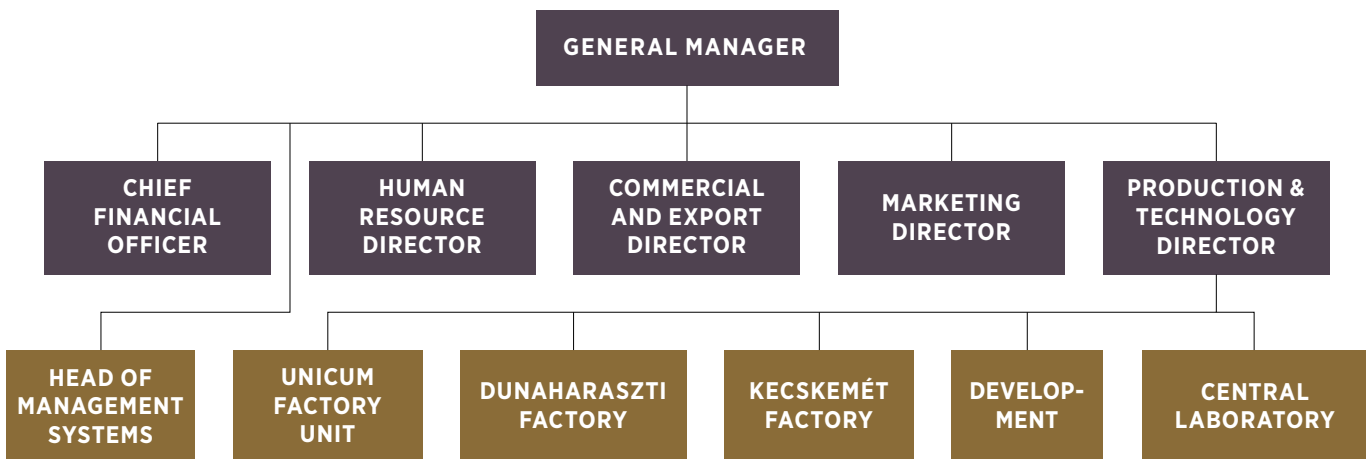 GENERAL MANAGER
CHIEF
FINANCIAL
OFFICER
HUMAN
RESOURCE
DIRECTOR
COMMERCIAL
AND EXPORT
DIRECTOR
MARKETING
DIRECTOR
PRODUCTION &
TECHNOLOGY
DIRECTOR
HEAD OF
MANAGEMENT
SYSTEMS
UNICUM
FACTORY
UNIT
DUNAHARASZTI
FACTORY
KECSKEMÉT
FACTORY
DEVELOP-
MENT
CENTRAL
LABORATORY